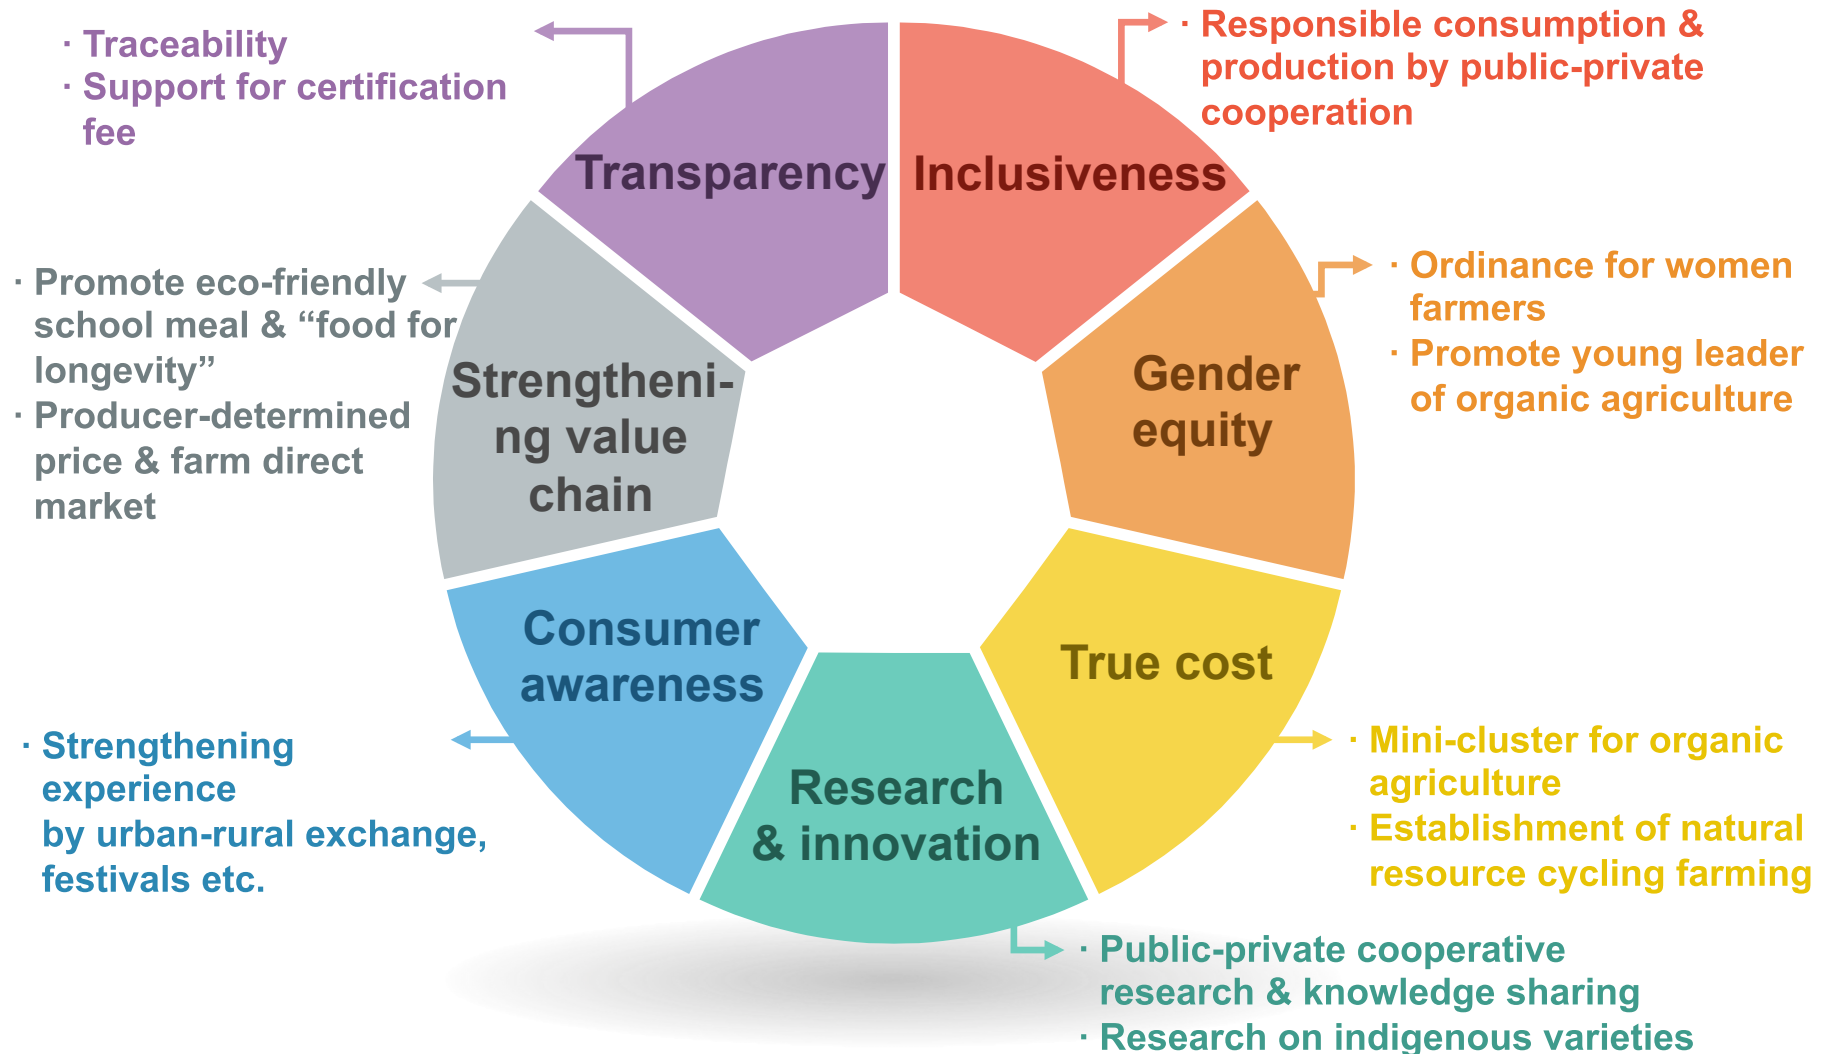 · Traceability
· Support for certification
fee
· Responsible consumption &
production by public-private
cooperation
Transparency
Inclusiveness
· Promote eco-friendly
school meal & “food for
longevity”
· Producer-determined
price & farm direct
market
Strengtheni-
ng value
chain
Gender
equity
· Ordinance for women
farmers
· Promote young leader
of organic agriculture
Consumer
awareness
True cost
· Strengthening
experience
by urban-rural exchange,
festivals etc.
Research
& innovation
· Mini-cluster for organic
agriculture
· Establishment of natural
resource cycling farming
· Public-private cooperative
research & knowledge sharing
· Research on indigenous varieties